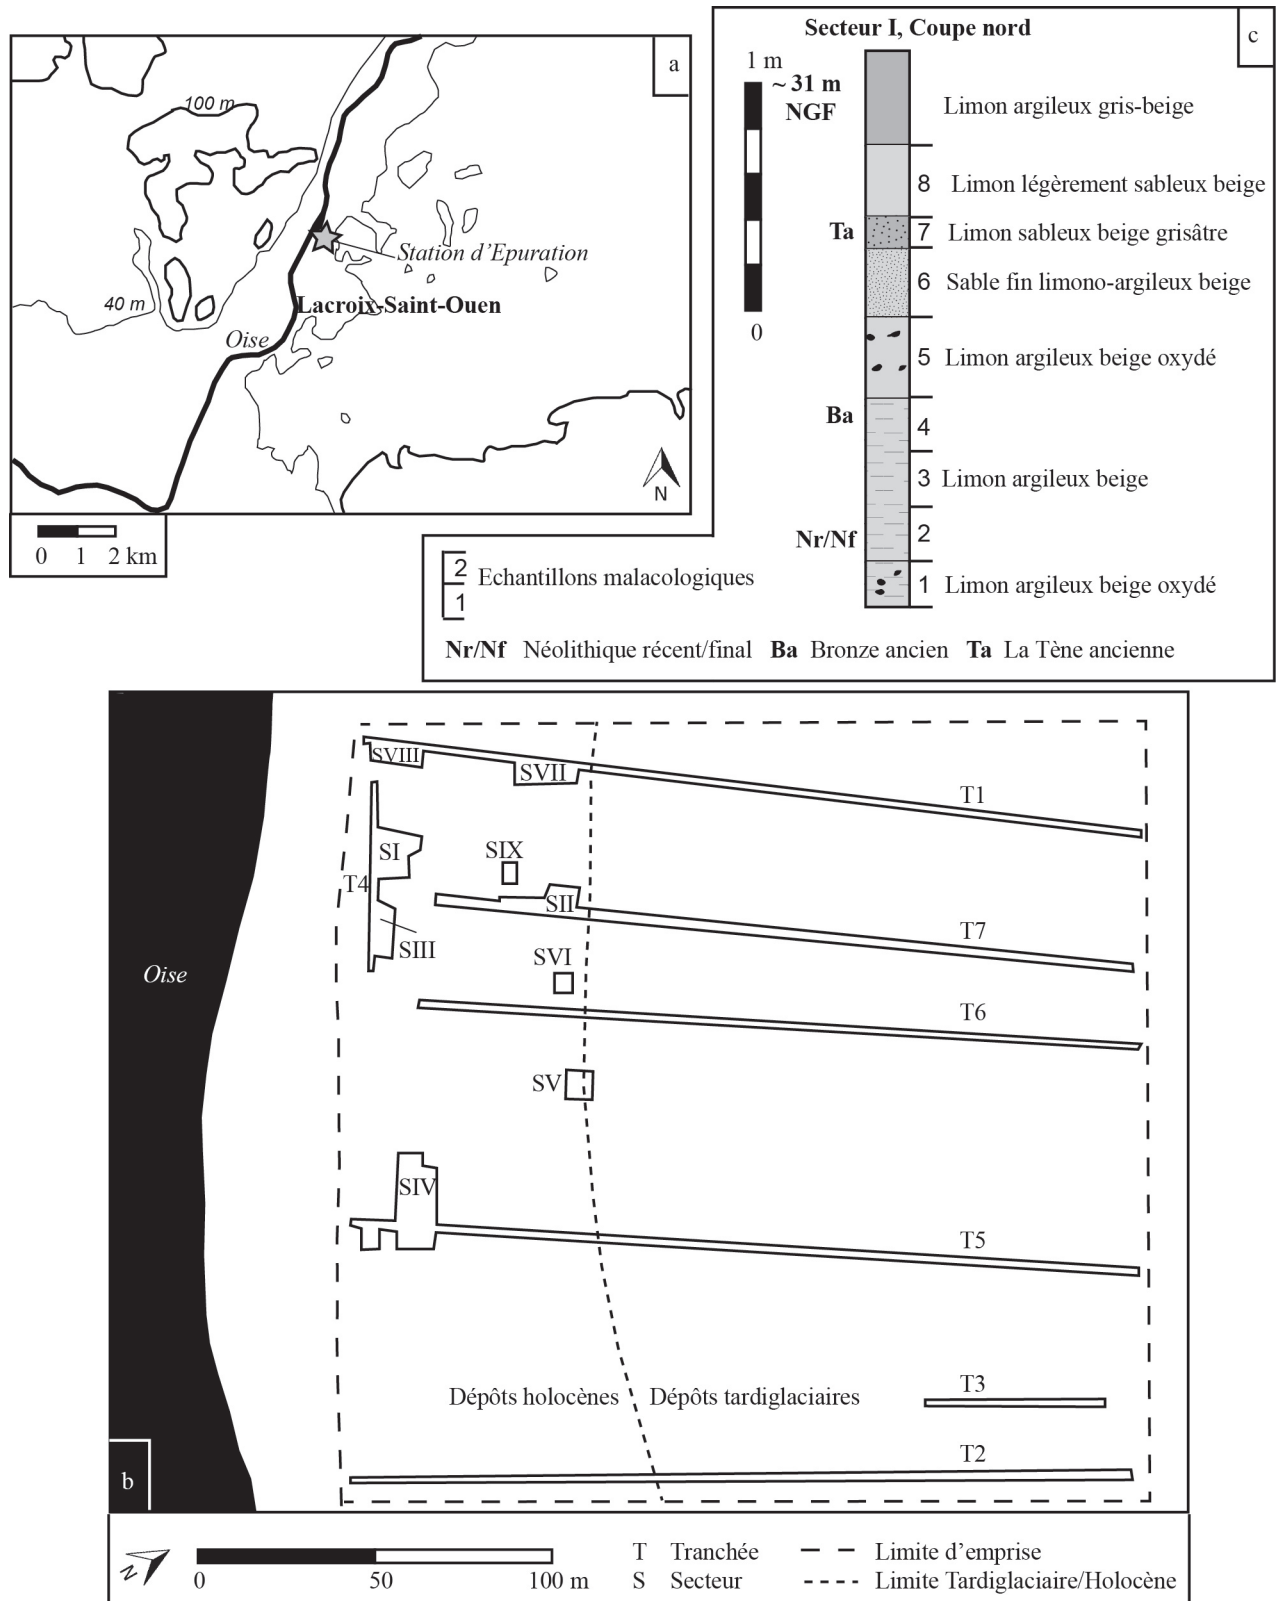 a
100 m
Station d'Epuration
40 m
Lacroix-Saint-Ouen
Oise
N
0 1 2 km
c
Secteur I, Coupe nord
1 m
~ 31 m
NGF
0
Limon argileux gris-beige
8 Limon légèrement sableux beige
Ta 7 Limon sableux beige grisâtre
6 Sable fin limono-argileux beige
5 Limon argileux beige oxydé
Ba 4
3 Limon argileux beige
Nr/Nf 2
1 Limon argileux beige oxydé
2 Echantillons malacologiques
1
Nr/Nf Néolithique récent/final Ba Bronze ancien Ta La Tène ancienne
SVIII
SVII
T1
SI
SIX
T4
SII
T7
SIII
SVI
Oise
T6
SV
SIV
T5
Dépôts holocènes Dépôts tardiglaciaires
T3
T2
b
N
0 50 100 m
T Tranchée
S Secteur
Limite d'emprise
Limite Tardiglaciaire/Holocène